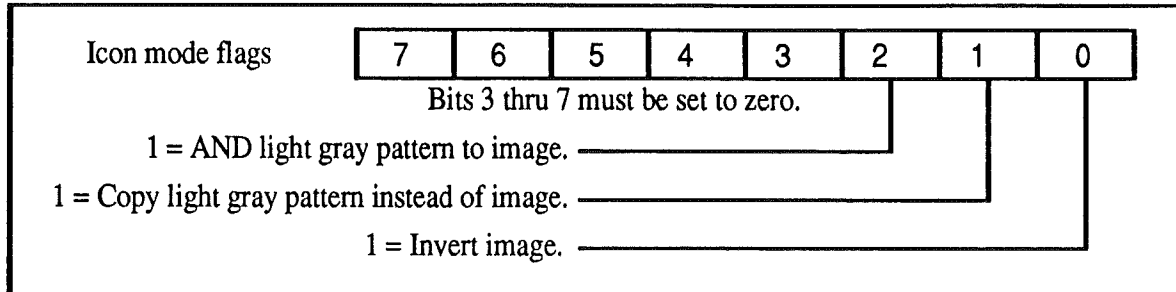 Icon mode flags 7 6 5 4 3 2 1 0
Bits 3 thru 7 must be set to zero.
1 = AND light gray pattern to image.
1 = Copy light gray pattern instead of image.
1 = Invert image.